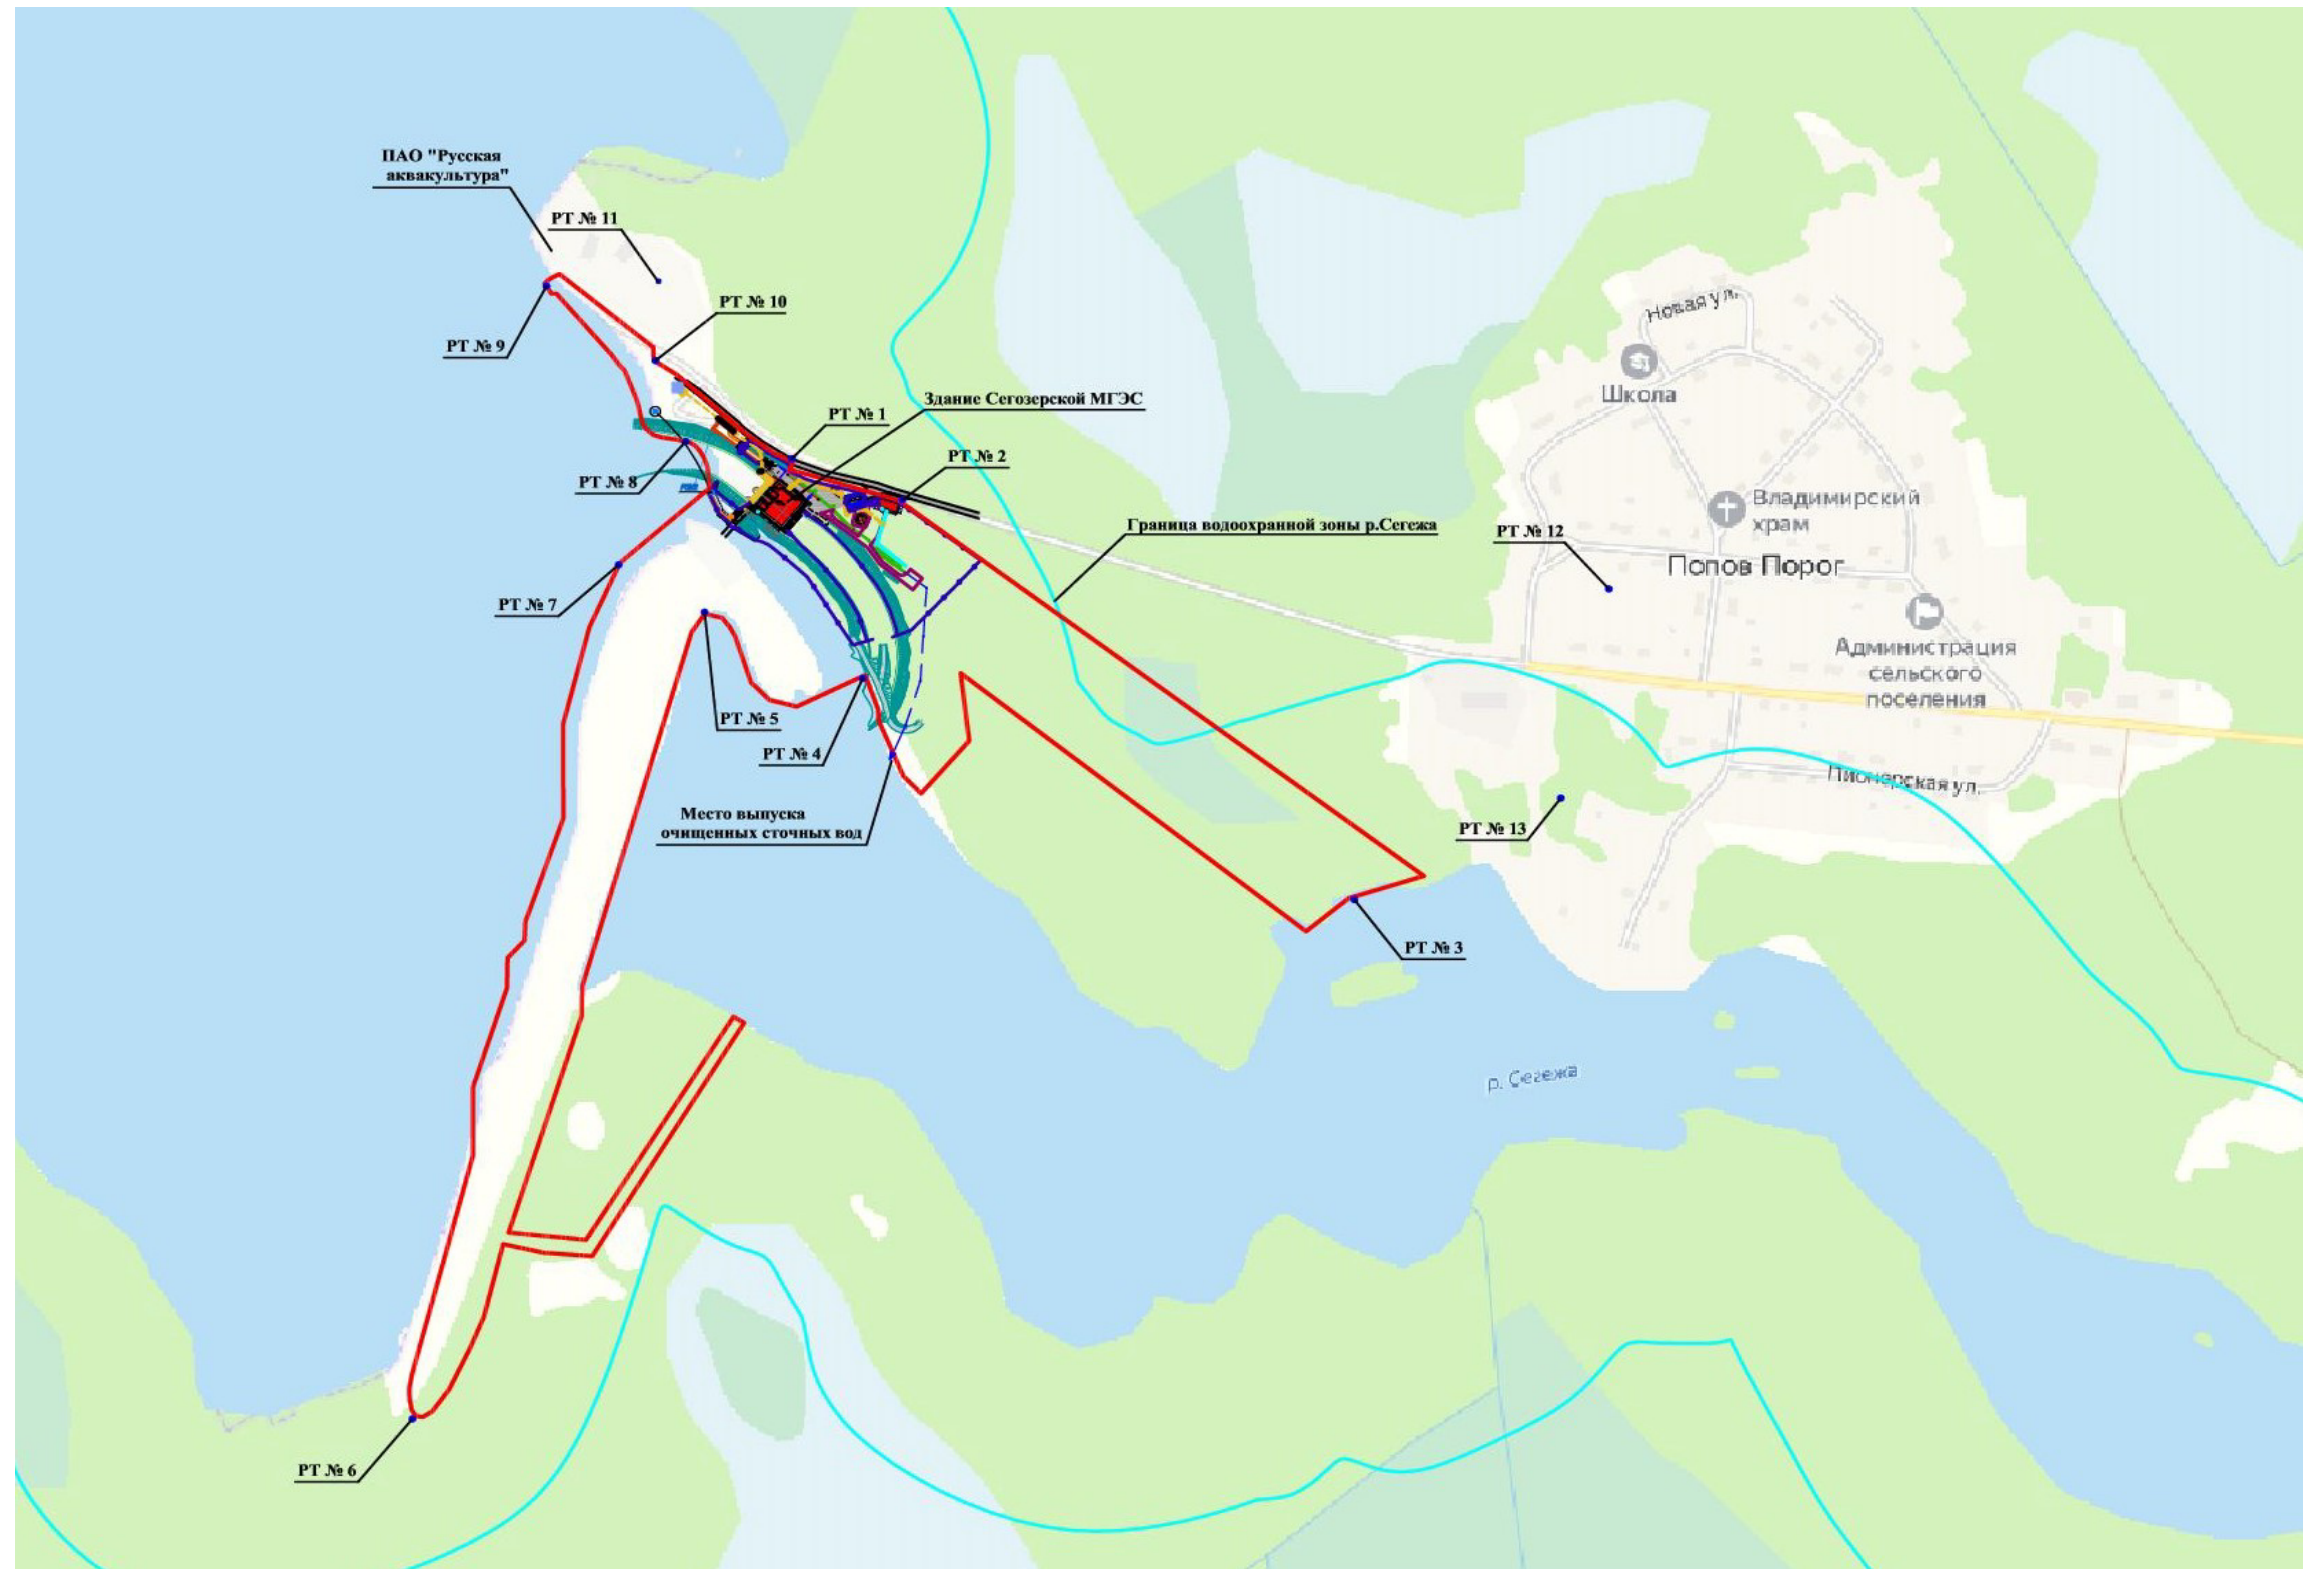 ПАО "Русская
аквакультура"
РТ № 11
РТ № 10
РТ № 9
Новая ул.
Школа
Здание Сегозерской МГЭС
РТ № 1
РТ № 2
РТ № 8
Владимирский
храм
Граница водоохранной зоны р.Сегежа
РТ № 12
Попов Порог
РТ № 7
Администрация
сельского
поселения
РТ № 5
РТ № 4
Пионерская ул.
Место выпуска
очищенных сточных вод
РТ № 13
РТ № 3
р. Сегежа
РТ № 6